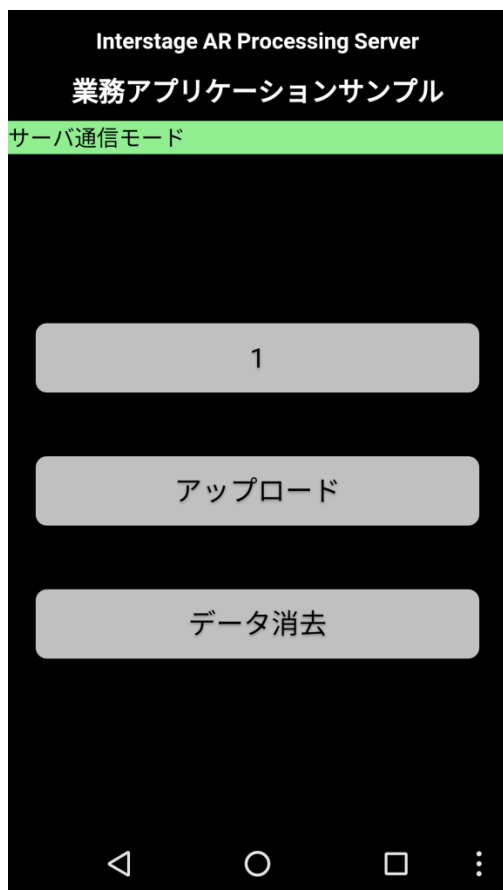 Interstage AR Processing Server
業務アプリケーションサンプル
サーバ通信モード
1
アップロード
データ消去